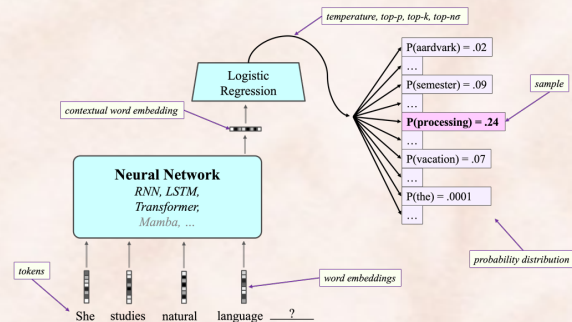 temperature, top-p, top-k, top-nσ
P(aardvark) = .02
…
P(semester) = .09
…
P(processing) = .24
…
P(vacation) = .07
…
P(the) = .0001
…
sample
probability distribution
Logistic
Regression
contextual word embedding
Neural Network
RNN, LSTM,
Transformer,
Mamba, …
tokens
word embeddings
She studies natural language ?